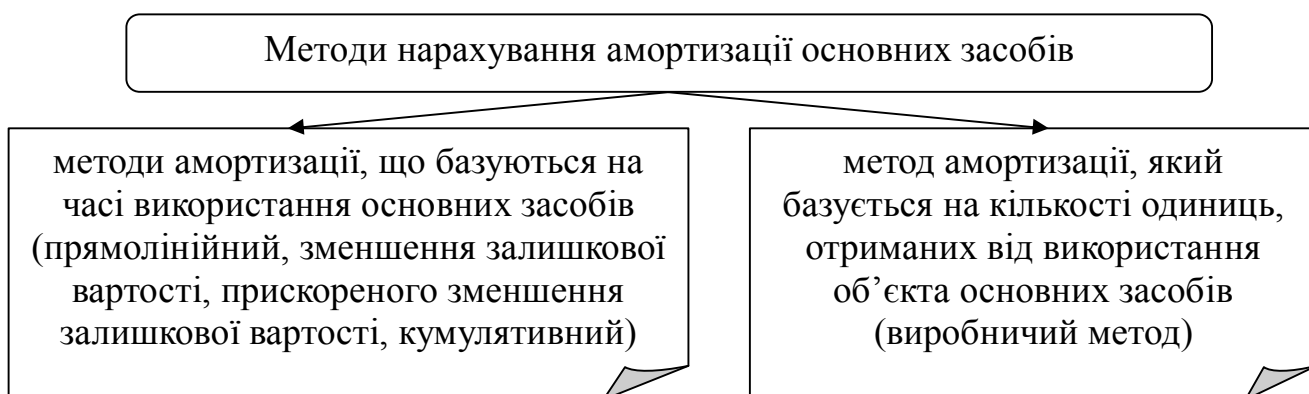 Методи нарахування амортизації основних засобів
методи амортизації, що базуються на
часі використання основних засобів
(прямолінійний, зменшення залишкової
вартості, прискореного зменшення
залишкової вартості, кумулятивний)
метод амортизації, який
базується на кількості одиниць,
отриманих від використання
об’єкта основних засобів
(виробничий метод)